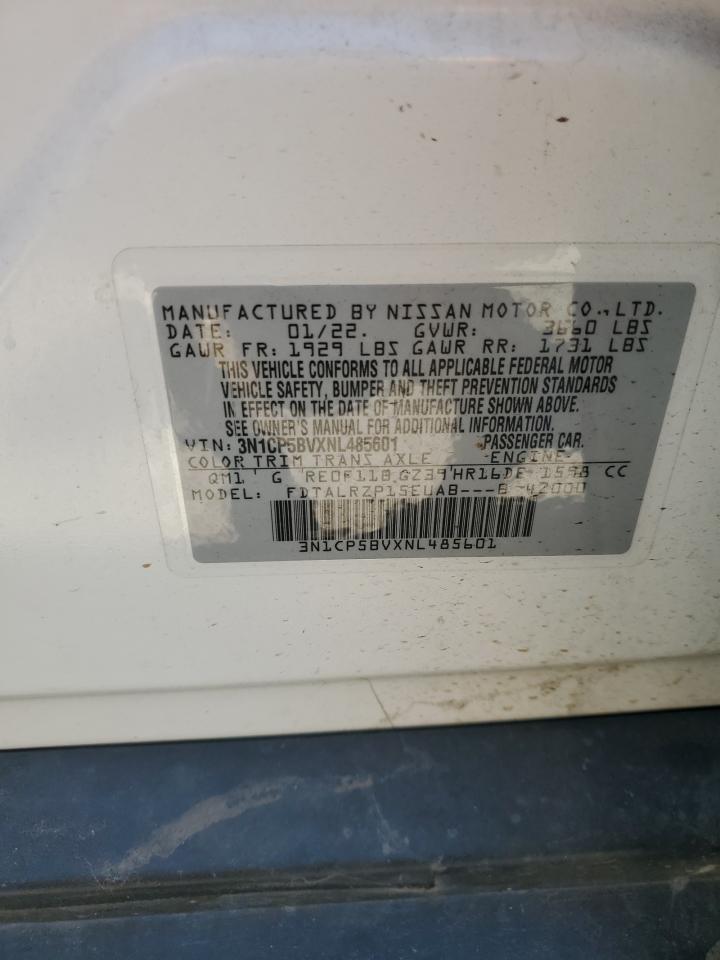 MANUFACTURED BY NISSAN MOTOR CO.,LTD.
DATE: 01/22. GVWR: 3660 LBS
GAWR FR: 1929 LBS GAWR RR: 1731 LBS
THIS VEHICLE CONFORMS TO ALL APPLICABLE FEDERAL MOTOR
VEHICLE SAFETY, BUMPER AND THEFT PREVENTION STANDARDS
IN EFFECT ON THE DATE OF MANUFACTURE SHOWN ABOVE.
SEE OWNER'S MANUAL FOR ADDITIONAL INFORMATION.
VIN: 3N1CP5BVXNL485601 PASSENGER CAR.
COLOR TRIM TRANS AXLE -ENGINE-
QM1' G 'RE0F11B,GZ39'HR16DE 1598 CC
MODEL: FDTALRZP15EUAB---B-42000
3N1CP5BVXNL485601